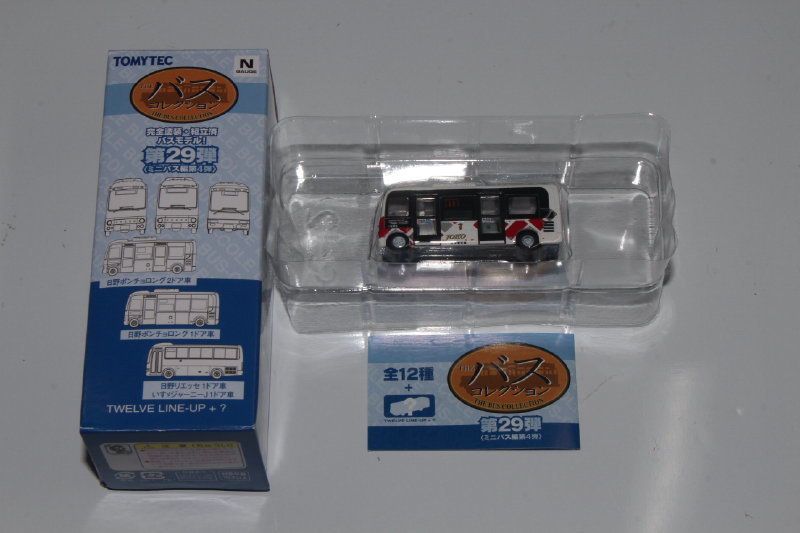 TOMYTEC
N
GAUGE
THE
バス
コレクション
THE BUS COLLECTION
完全塗装・組立済
バスモデル!
第29弾
〈ミニバス編第4弾〉
日野ポンチョロング2ドア車
日野ポンチョロング1ドア車
日野リエッセ1ドア車
いすゞジャーニーJ1ドア車
TWELVE LINE-UP + ?
全12種
+
TWELVE LINE-UP + ?
THE
バス
コレクション
THE BUS COLLECTION
第29弾
〈ミニバス編第4弾〉